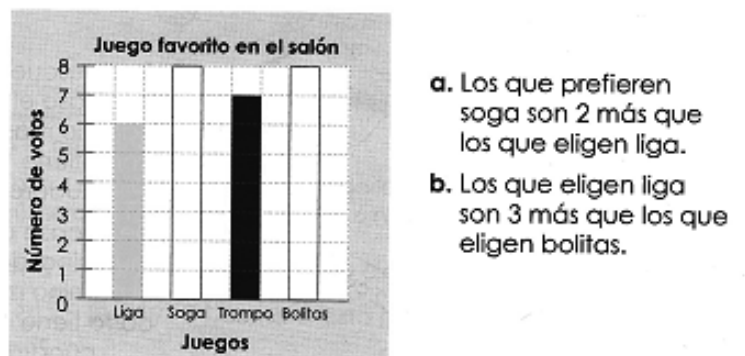 Juego favorito en el salón
Número de votos
8
7
6
5
4
3
2
1
0
Liga Soga Trompo Bolitas
Juegos
a. Los que prefieren
soga son 2 más que
los que eligen liga.
b. Los que eligen liga
son 3 más que los que
eligen bolitas.